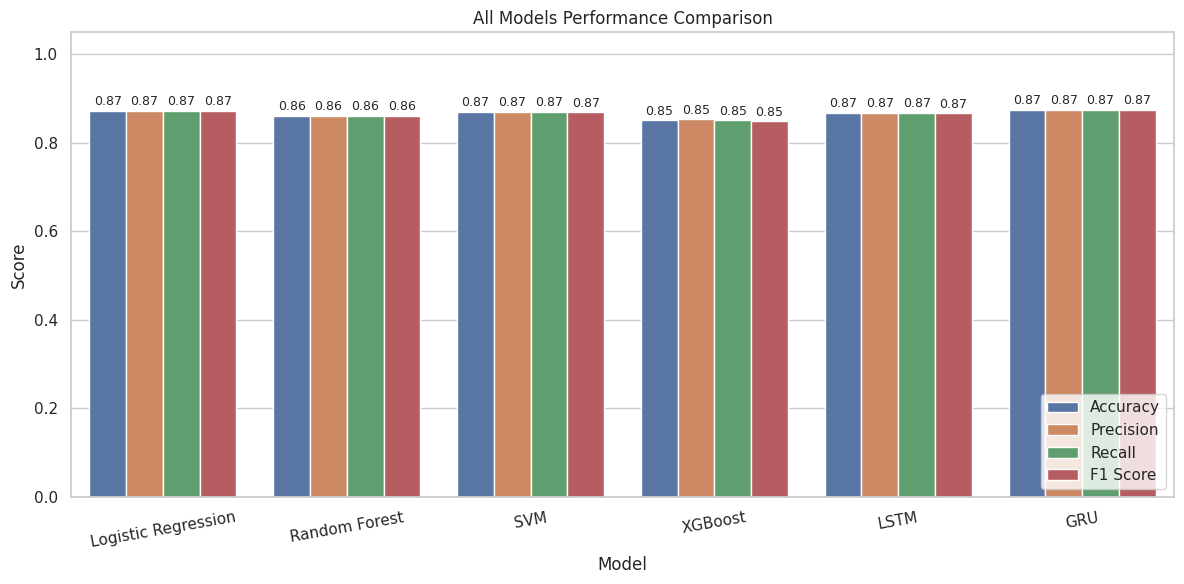 All Models Performance Comparison
Score
1.0
0.8
0.6
0.4
0.2
0.0
0.87 0.87 0.87 0.87
0.86 0.86 0.86 0.86
0.87 0.87 0.87 0.87
0.85 0.85 0.85 0.85
0.87 0.87 0.87 0.87
0.87 0.87 0.87 0.87
Accuracy
Precision
Recall
F1 Score
Logistic Regression
Random Forest
SVM
XGBoost
LSTM
GRU
Model